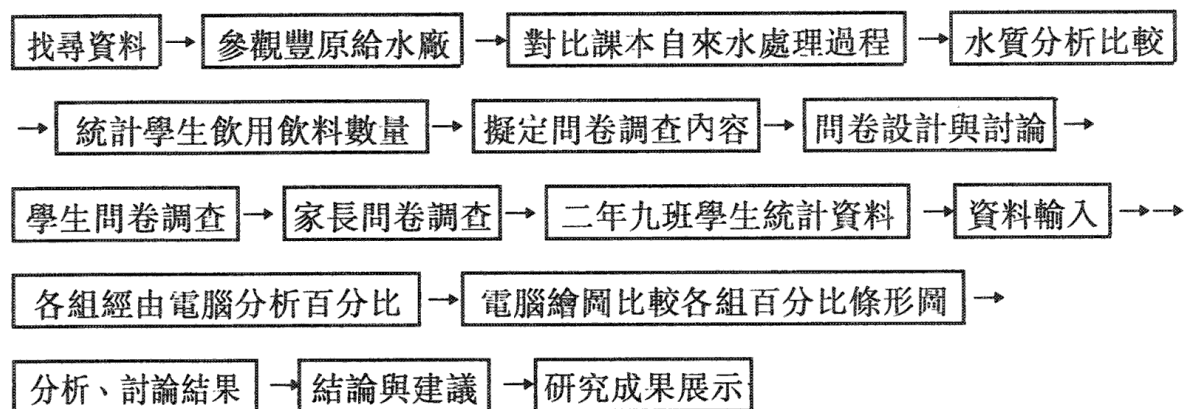 找尋資料 → 參觀豐原給水廠 → 對比課本自來水處理過程 → 水質分析比較
→ 統計學生飲用飲料數量 → 擬定問卷調查內容 → 問卷設計與討論 →
學生問卷調查 → 家長問卷調查 → 二年九班學生統計資料 → 資料輸入 →→
各組經由電腦分析百分比 → 電腦繪圖比較各組百分比條形圖 →
分析、討論結果 → 結論與建議 → 研究成果展示